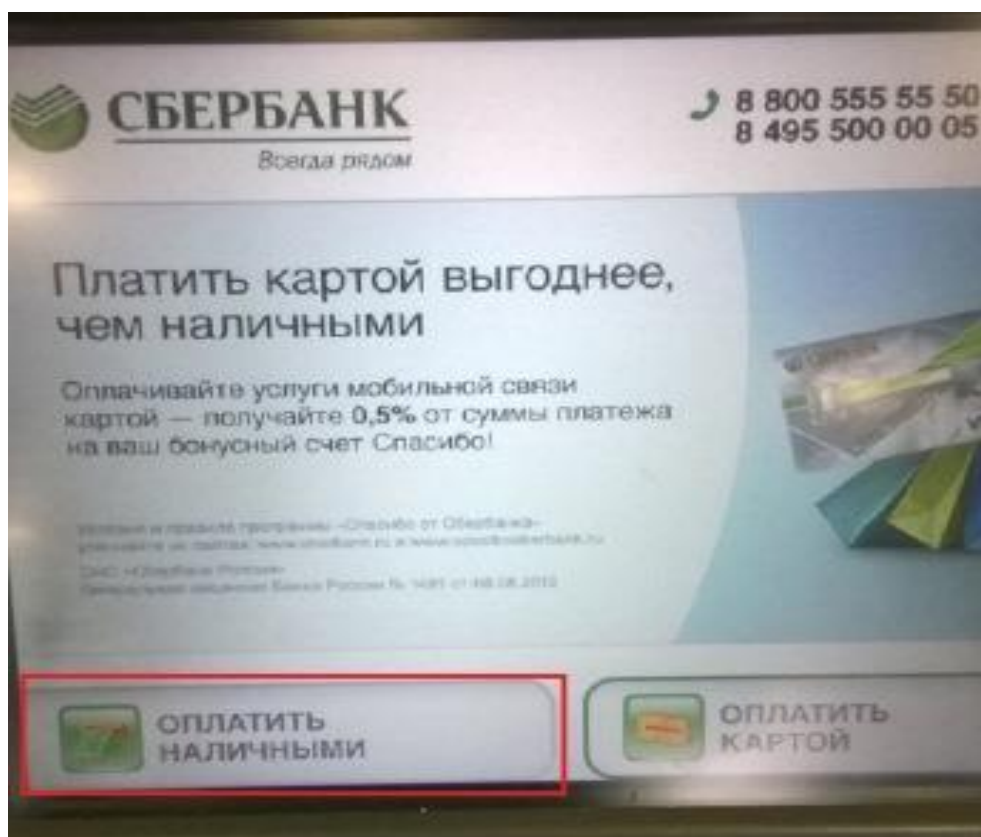 СБЕРБАНК
Всегда рядом
8 800 555 55 50
8 495 500 00 05
Платить картой выгоднее,
чем наличными
Оплачивайте услуги мобильной связи
картой — получайте 0,5% от суммы платежа
на ваш бонусный счет Спасибо!
ОПЛАТИТЬ
НАЛИЧНЫМИ
ОПЛАТИТЬ
КАРТОЙ